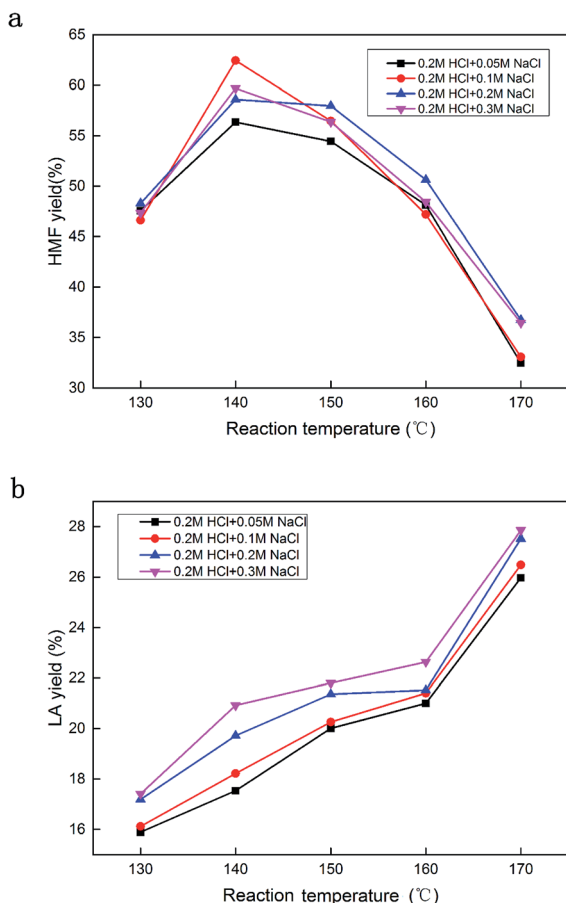 a
65
60
55
50
45
40
35
30
HMF yield(%)
0.2M HCl+0.05M NaCl
0.2M HCl+0.1M NaCl
0.2M HCl+0.2M NaCl
0.2M HCl+0.3M NaCl
130 140 150 160 170
Reaction temperature (℃)
b
28
26
24
22
20
18
16
LA yield (%)
0.2M HCl+0.05M NaCl
0.2M HCl+0.1M NaCl
0.2M HCl+0.2M NaCl
0.2M HCl+0.3M NaCl
130 140 150 160 170
Reaction temperature (℃)